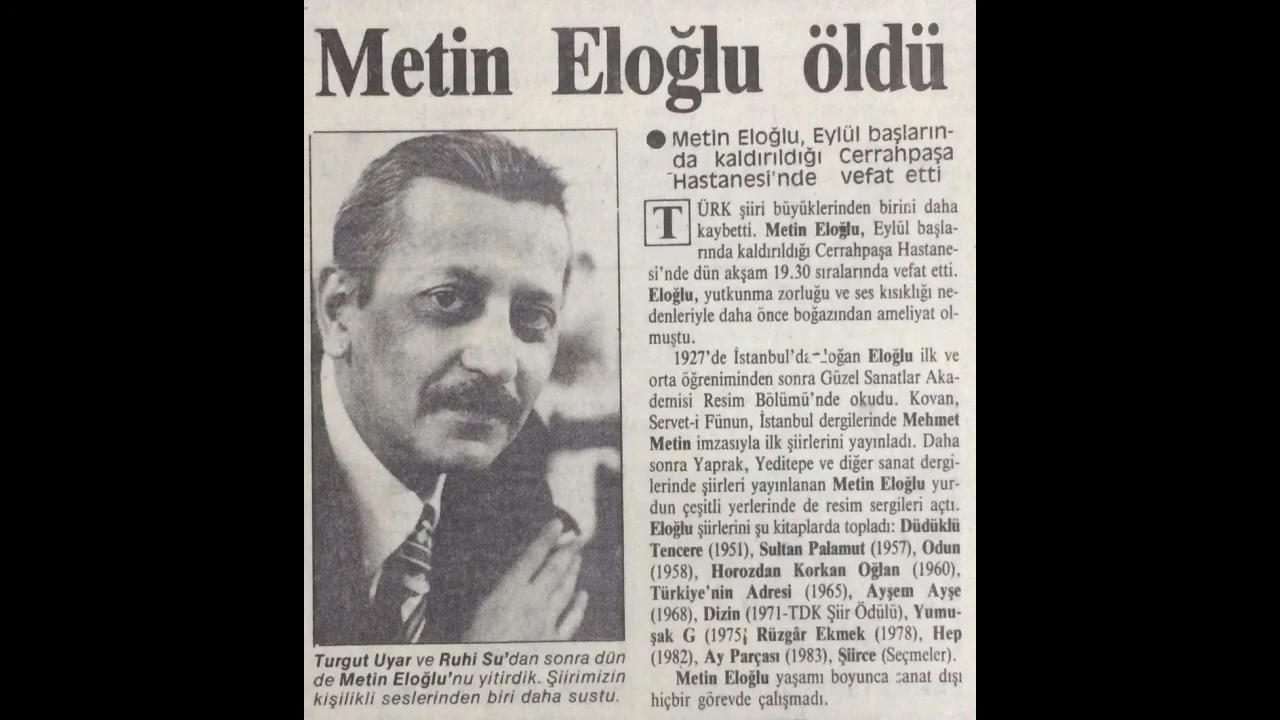 Metin Eloğlu öldü
● Metin Eloğlu, Eylül başların-
da kaldırıldığı Cerrahpaşa
Hastanesi'nde vefat etti
TÜRK şiiri büyüklerinden birini daha
kaybetti. Metin Eloğlu, Eylül başla-
rında kaldırıldığı Cerrahpaşa Hastane-
si'nde dün akşam 19.30 sıralarında vefat etti.
Eloğlu, yutkunma zorluğu ve ses kısıklığı ne-
denleriyle daha önce boğazından ameliyat ol-
muştu.
1927'de İstanbul'da doğan Eloğlu ilk ve
orta öğreniminden sonra Güzel Sanatlar Aka-
demisi Resim Bölümü'nde okudu. Kovan,
Servet-i Fünun, İstanbul dergilerinde Mehmet
Metin imzasıyla ilk şiirlerini yayınladı. Daha
sonra Yaprak, Yeditepe ve diğer sanat dergi-
lerinde şiirleri yayınlanan Metin Eloğlu yur-
dun çeşitli yerlerinde de resim sergileri açtı.
Eloğlu şiirlerini şu kitaplarda topladı: Düdüklü
Tencere (1951), Sultan Palamut (1957), Odun
(1958), Horozdan Korkan Oğlan (1960),
Türkiye'nin Adresi (1965), Ayşem Ayşe
(1968), Dizin (1971-TDK Şiir Ödülü), Yumu-
şak G (1975), Rüzgâr Ekmek (1978), Hep
(1982), Ay Parçası (1983), Şiirce (Seçmeler).
Metin Eloğlu yaşamı boyunca sanat dışı
hiçbir görevde çalışmadı.
Turgut Uyar ve Ruhi Su'dan sonra dün
de Metin Eloğlu'nu yitirdik. Şiirimizin
kişilikli seslerinden biri daha sustu.